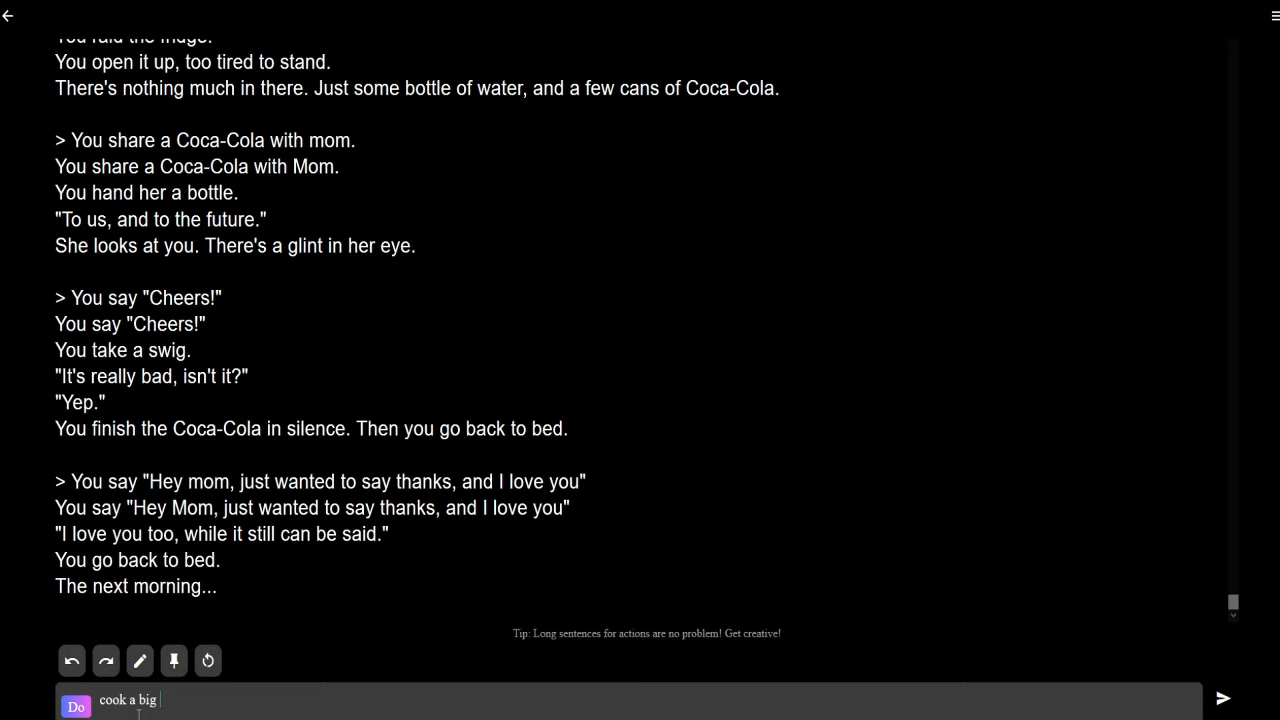 You raid the fridge.
You open it up, too tired to stand.
There's nothing much in there. Just some bottle of water, and a few cans of Coca-Cola.
> You share a Coca-Cola with mom.
You share a Coca-Cola with Mom.
You hand her a bottle.
"To us, and to the future."
She looks at you. There's a glint in her eye.
> You say "Cheers!"
You say "Cheers!"
You take a swig.
"It's really bad, isn't it?"
"Yep."
You finish the Coca-Cola in silence. Then you go back to bed.
> You say "Hey mom, just wanted to say thanks, and I love you"
You say "Hey Mom, just wanted to say thanks, and I love you"
"I love you too, while it still can be said."
You go back to bed.
The next morning...
Tip: Long sentences for actions are no problem! Get creative!
Do cook a big